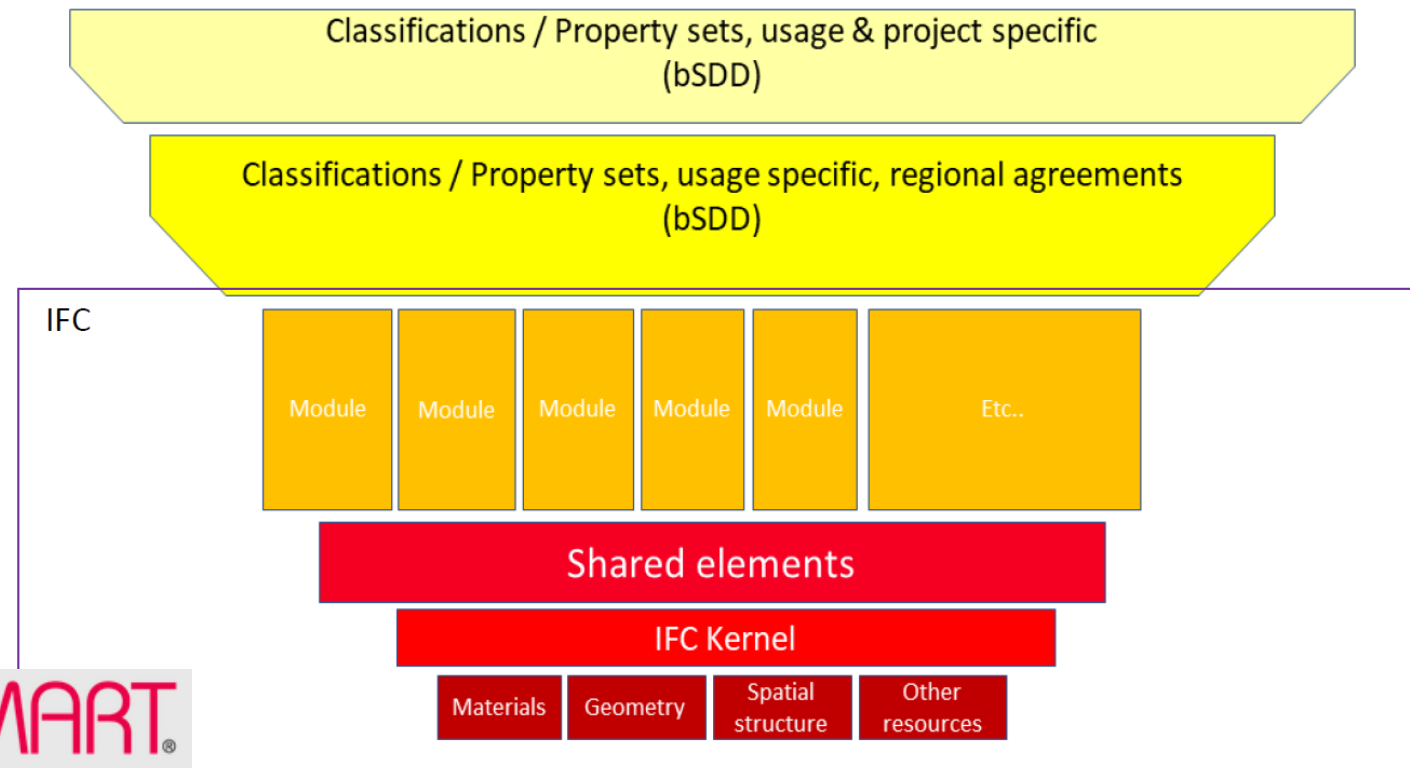 Classifications / Property sets, usage & project specific
(bSDD)
Classifications / Property sets, usage specific, regional agreements
(bSDD)
IFC
Module
Module
Module
Module
Module
Etc..
Shared elements
IFC Kernel
Materials
Geometry
Spatial
structure
Other
resources
MART®